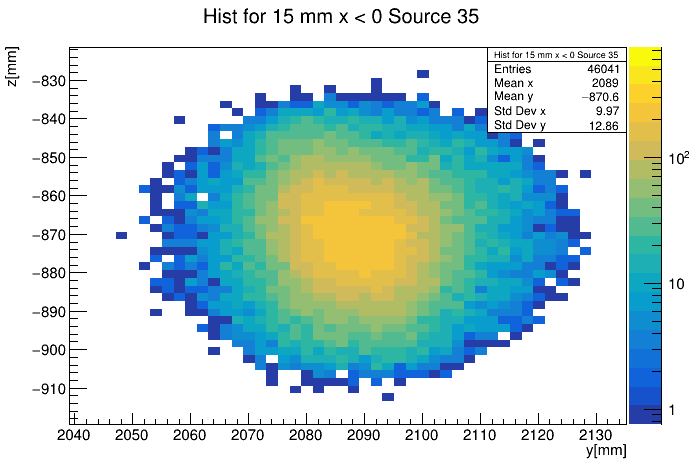 Hist for 15 mm x < 0 Source 35
z[mm]
Hist for 15 mm x < 0 Source 35
Entries 46041
Mean x 2089
Mean y −870.6
Std Dev x 9.97
Std Dev y 12.86
−830
−840
−850
−860
−870
−880
−890
−900
−910
10²
10
1
2040 2050 2060 2070 2080 2090 2100 2110 2120 2130
y[mm]